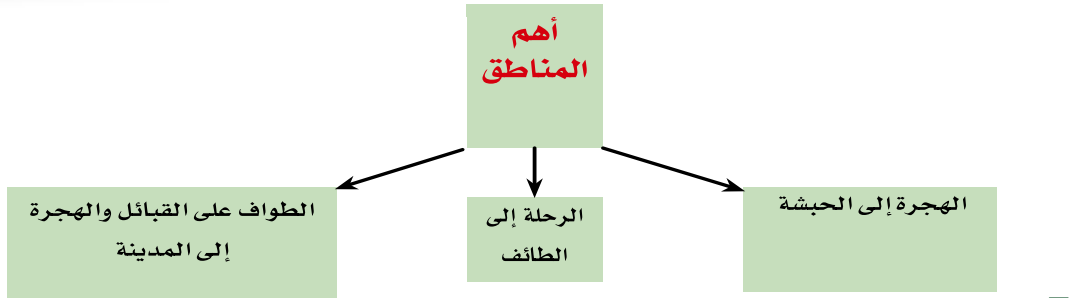 أهم
المناطق
الهجرة إلى الحبشة
الرحلة إلى
الطائف
الطواف على القبائل والهجرة
إلى المدينة